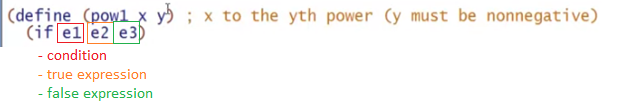 (define (pow1 x y) ; x to the yth power (y must be nonnegative)
(if e1 e2 e3)
- condition
- true expression
- false expression